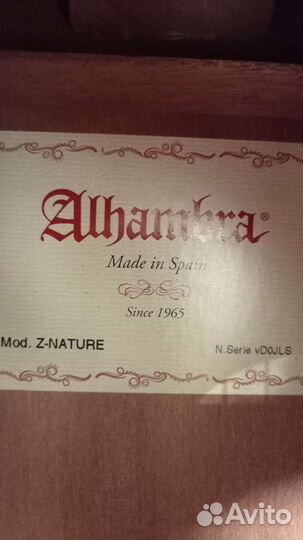 Alhambra®
Made in Spain
Since 1965
Mod. Z-NATURE
N.Serie vD0JLS
Avito